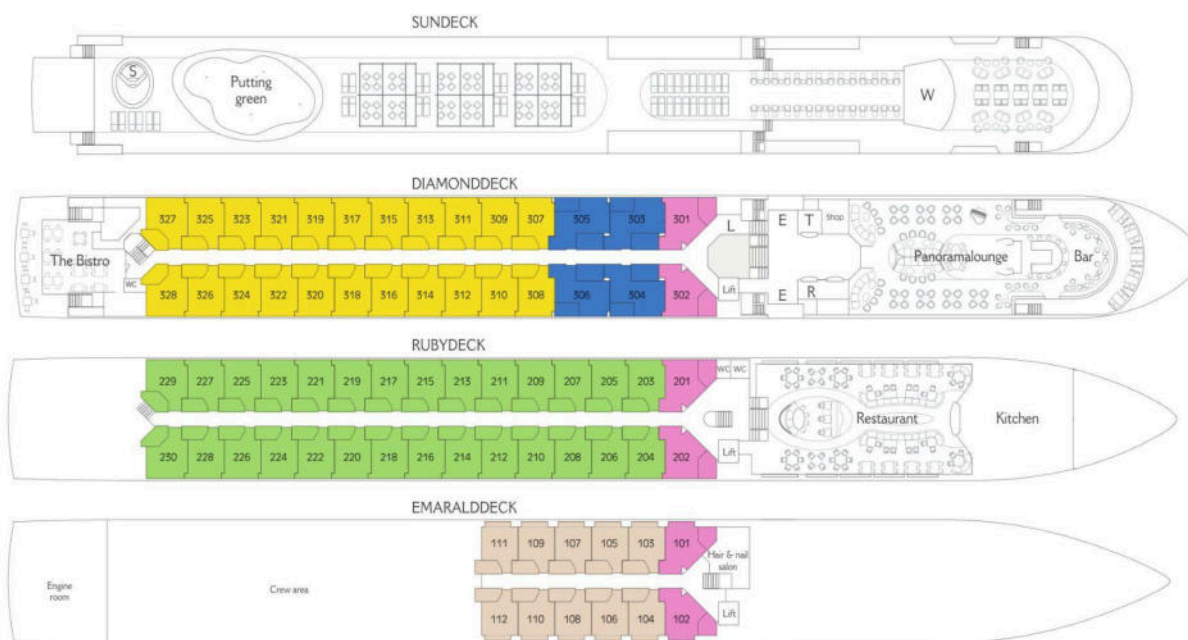 SUNDECK
S
Putting
green
W
DIAMONDDECK
327 325 323 321 319 317 315 313 311 309 307 305 303 301
L
E T Shop
The Bistro
Panoramalounge
Bar
WC
328 326 324 322 320 318 316 314 312 310 308 306 304 302
Lift
E R
RUBYDECK
229 227 225 223 221 219 217 215 213 211 209 207 205 203 201
WC WC
Restaurant
Kitchen
230 228 226 224 222 220 218 216 214 212 210 208 206 204 202
Lift
EMARALDDECK
111 109 107 105 103 101
Hair & nail
salon
Engine
room
Crew area
112 110 108 106 104 102
Lift